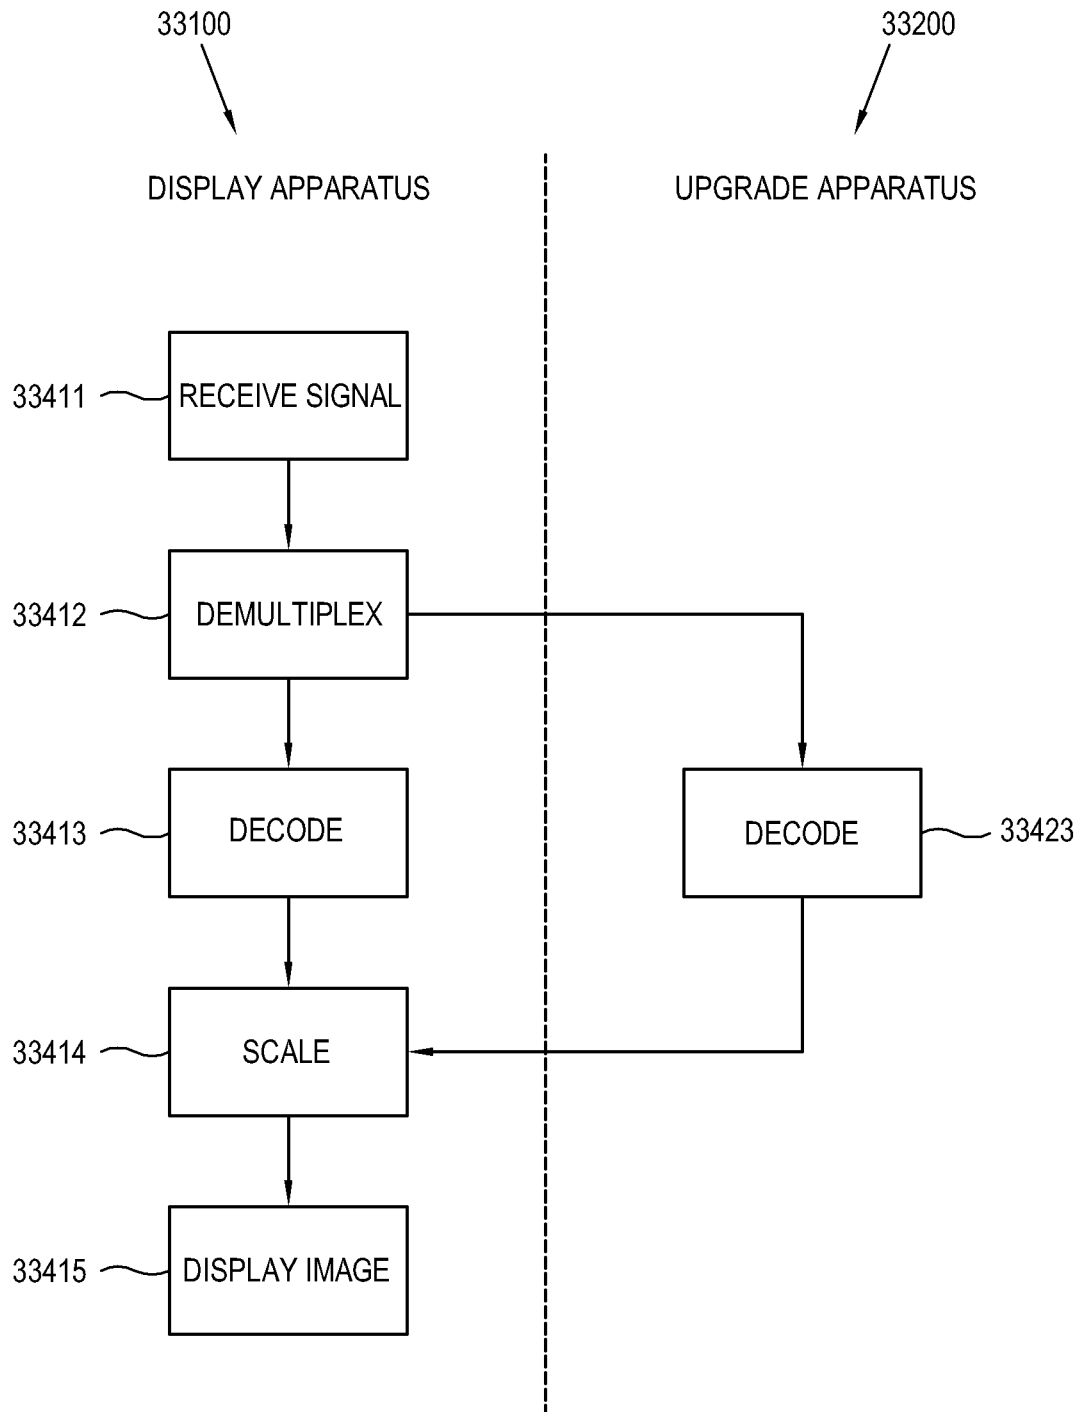 33100
33200
DISPLAY APPARATUS
UPGRADE APPARATUS
33411
RECEIVE SIGNAL
33412
DEMULTIPLEX
33413
DECODE
DECODE
33423
33414
SCALE
33415
DISPLAY IMAGE